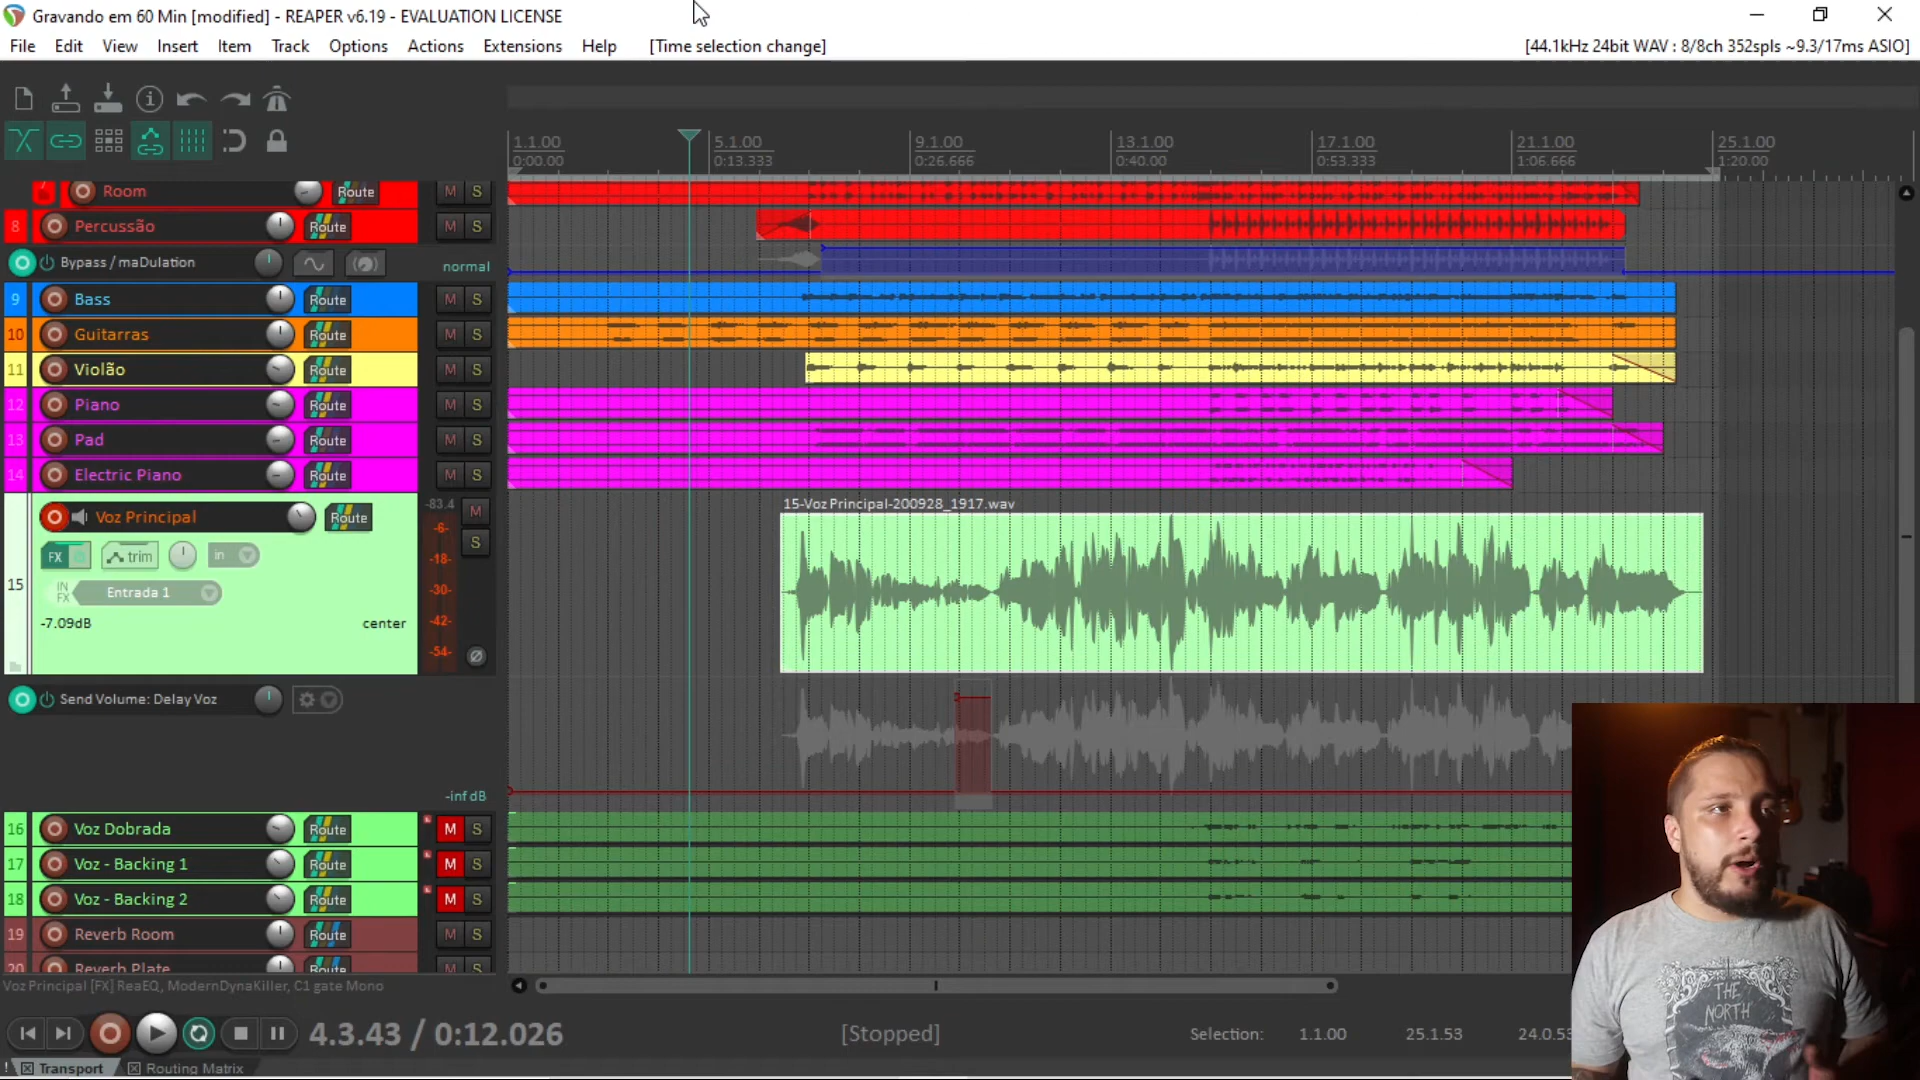 Gravando em 60 Min [modified] - REAPER v6.19 - EVALUATION LICENSE
File Edit View Insert Item Track Options Actions Extensions Help [Time selection change] [44.1kHz 24bit WAV : 8/8ch 352spls ~9.3/17ms ASIO]
1.1.00 5.1.00 9.1.00 13.1.00 17.1.00 21.1.00 25.1.00
0:00.00 0:13.333 0:26.666 0:40.00 0:53.333 1:06.666 1:20.00
7 Room Route M S
8 Percussão Route M S
Bypass / maDulation normal
9 Bass Route M S
10 Guitarras Route M S
11 Violão Route M S
12 Piano Route M S
13 Pad Route M S
14 Electric Piano Route M S
15-Voz Principal-200928_1917.wav
Voz Principal Route -83.4 M
-6-
S
FX trim in -18-
15
IN FX Entrada 1 -30-
-7.09dB center -42-
-54-
Send Volume: Delay Voz
-inf dB
16 Voz Dobrada Route M S
17 Voz - Backing 1 Route M S
18 Voz - Backing 2 Route M S
19 Reverb Room Route M S
20 Reverb Plate Route M S
Voz Principal [FX] ReaEQ, ModernDynaKiller, C1 gate Mono
4.3.43 / 0:12.026 [Stopped] Selection: 1.1.00 25.1.53
! Transport Routing Matrix
THE
NORTH